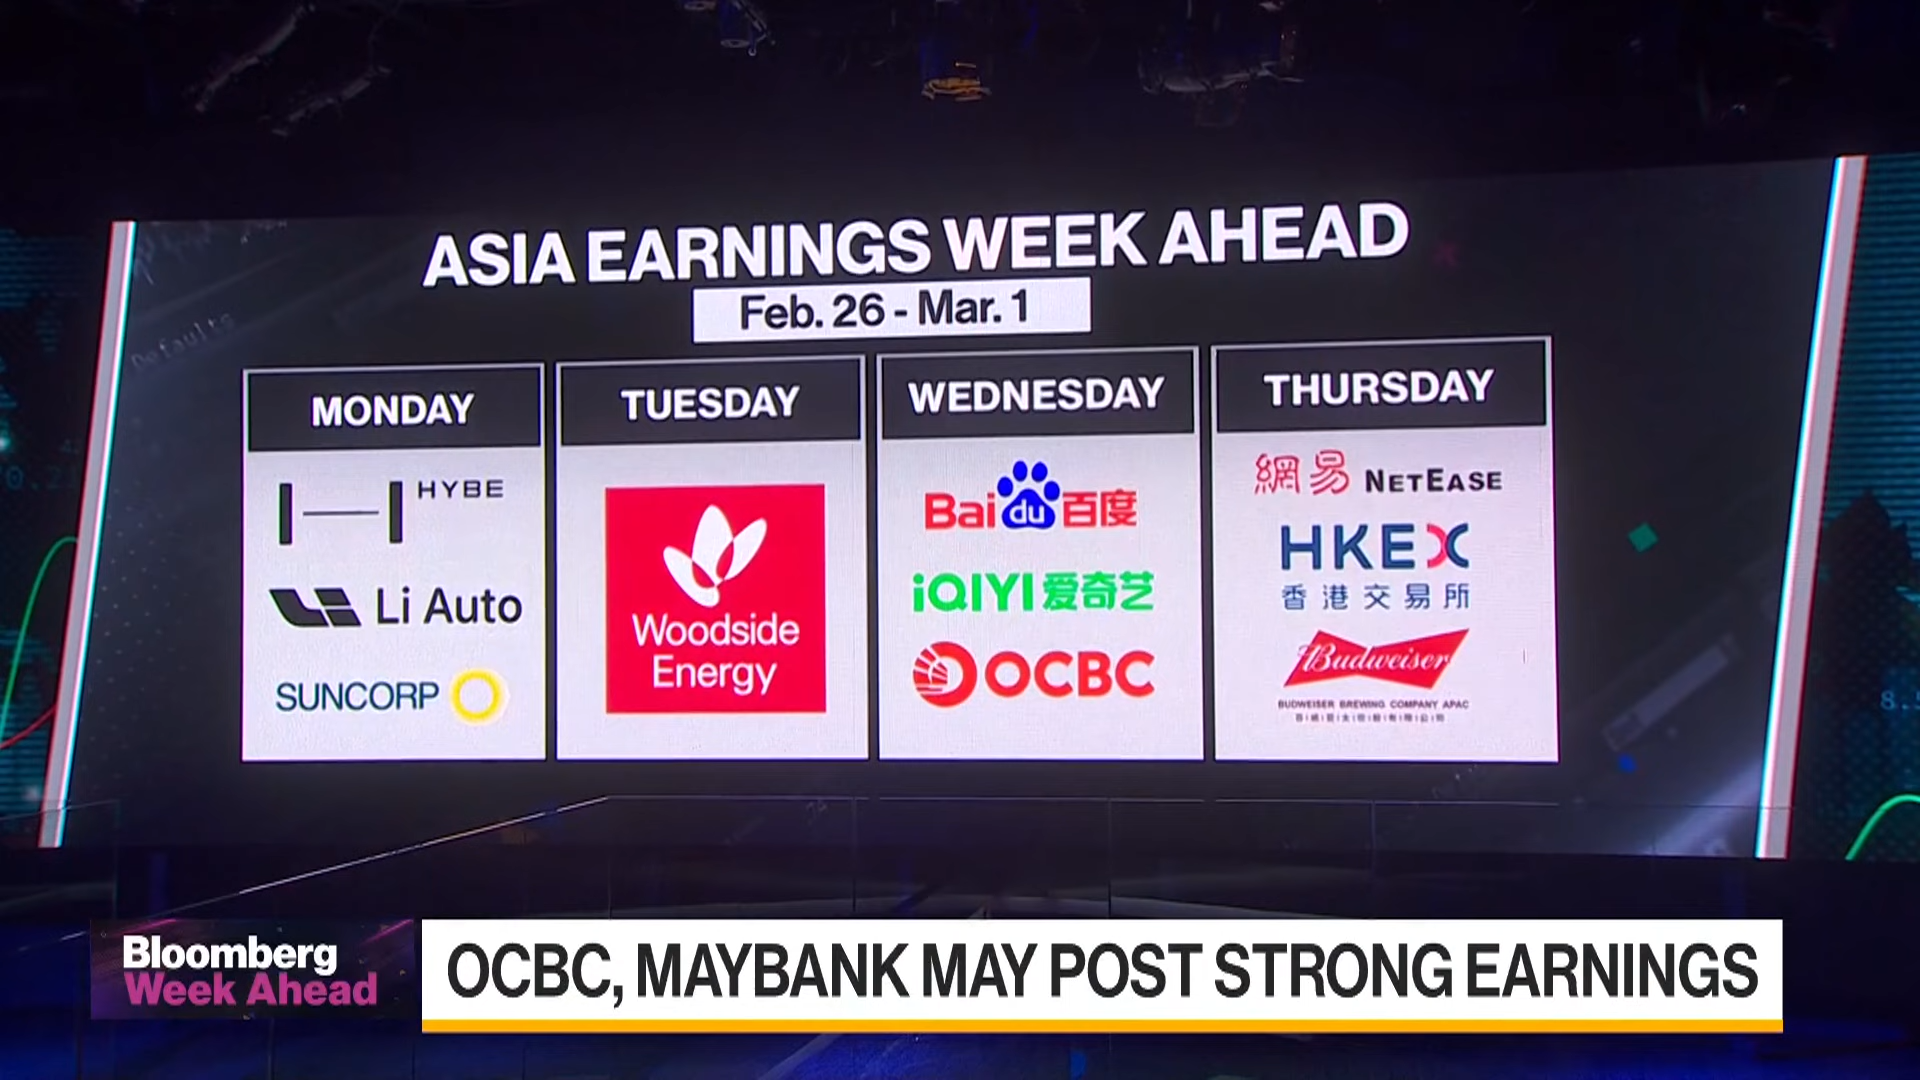 ASIA EARNINGS WEEK AHEAD
Feb. 26 - Mar. 1
MONDAY
HYBE
Li Auto
SUNCORP
TUESDAY
Woodside
Energy
WEDNESDAY
Bai du 百度
iQIYI 爱奇艺
OCBC
THURSDAY
網易 NETEASE
HKEX
香港交易所
Budweiser
BUDWEISER BREWING COMPANY APAC
Defaults
Bloomberg
Week Ahead
OCBC, MAYBANK MAY POST STRONG EARNINGS